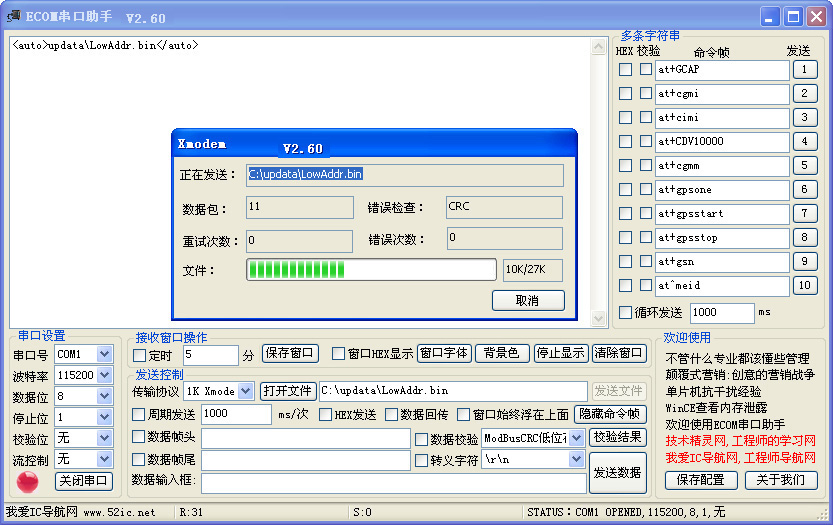 ECOM串口助手 V2.60
<auto>updata\LowAddr.bin</auto>
Xmodem V2.60
正在发送： C:\updata\LowAddr.bin
数据包： 11 错误检查： CRC
重试次数： 0 错误次数： 0
文件： 10K/27K
取消
多条字符串
HEX 校验 命令帧 发送
at+GCAP 1
at+cgmi 2
at+cimi 3
at+CDV10000 4
at+cgmm 5
at+gpsone 6
at+gpsstart 7
at+gpsstop 8
at+gsn 9
at^meid 10
循环发送 1000 ms
串口设置
串口号 COM1
波特率 115200
数据位 8
停止位 1
校验位 无
流控制 无
关闭串口
接收窗口操作
定时 5 分 保存窗口 窗口HEX显示 窗口字体 背景色 停止显示 清除窗口
发送控制
传输协议 1K Xmode 打开文件 C:\updata\LowAddr.bin 发送文件
周期发送 1000 ms/次 HEX发送 数据回传 窗口始终浮在上面 隐藏命令帧
数据帧头 数据校验 ModBusCRC低位在 校验结果
数据帧尾 转义字符 \r\n
数据输入框: 发送数据
欢迎使用
不管什么专业都该懂些管理
颠覆式营销:创意的营销战争
单片机抗干扰经验
WinCE查看内存泄露
欢迎使用ECOM串口助手
技术精灵网,工程师的学习网
我爱IC导航网,工程师导航网
保存配置 关于我们
我爱IC导航网 www.52ic.net R:31 S:0 STATUS：COM1 OPENED,115200,8,1,无